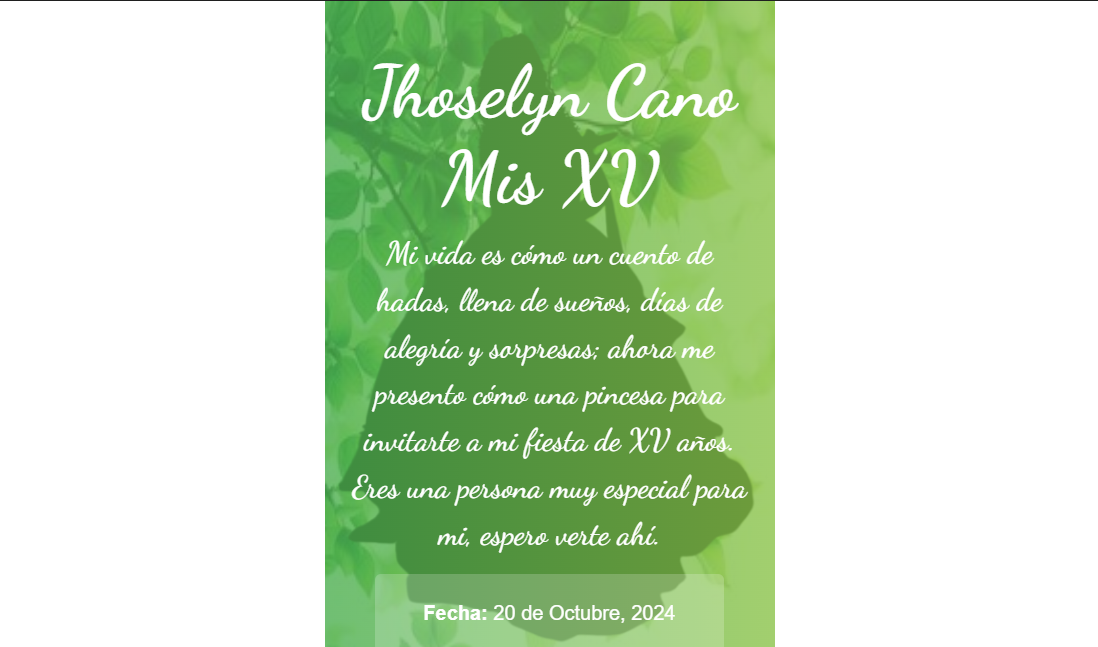 Jhoselyn Cano
Mis XV
Mi vida es cómo un cuento de
hadas, llena de sueños, días de
alegría y sorpresas; ahora me
presento cómo una pincesa para
invitarte a mi fiesta de XV años.
Eres una persona muy especial para
mi, espero verte ahí.
Fecha: 20 de Octubre, 2024